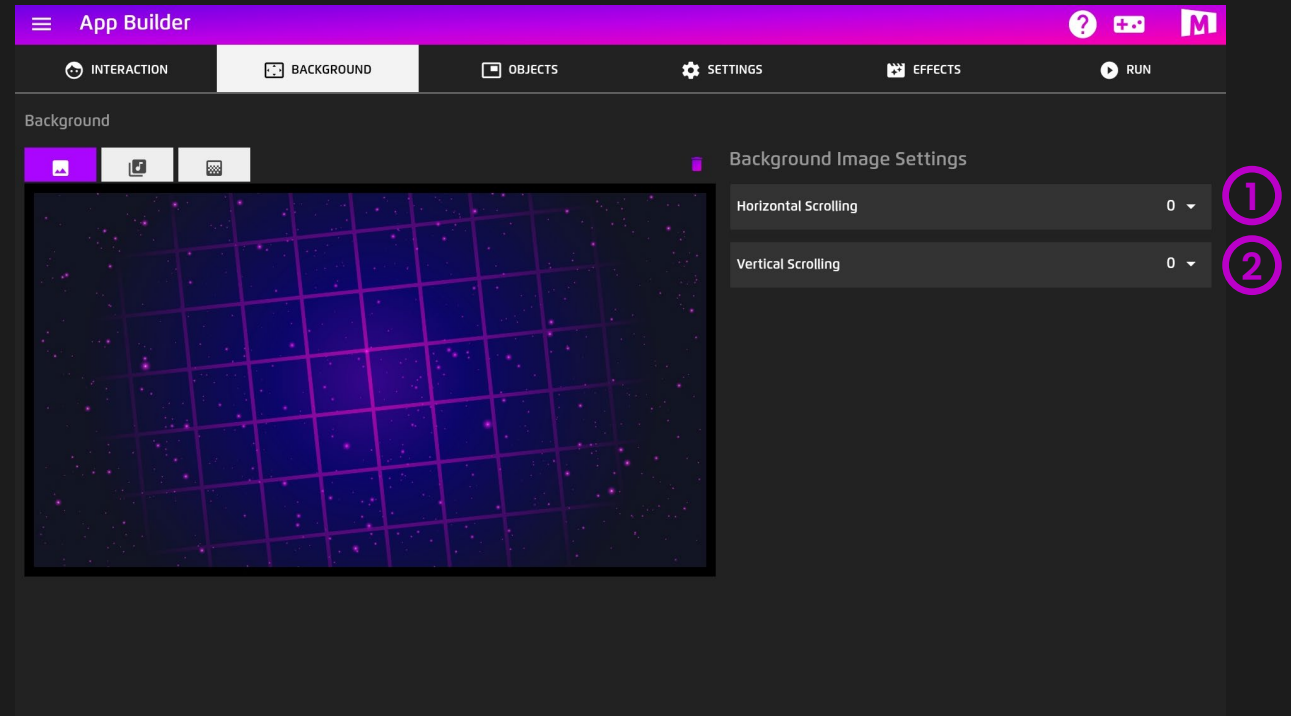 App Builder
?
M
INTERACTION
BACKGROUND
OBJECTS
SETTINGS
EFFECTS
RUN
Background
Background Image Settings
Horizontal Scrolling 0
1
Vertical Scrolling 0
2